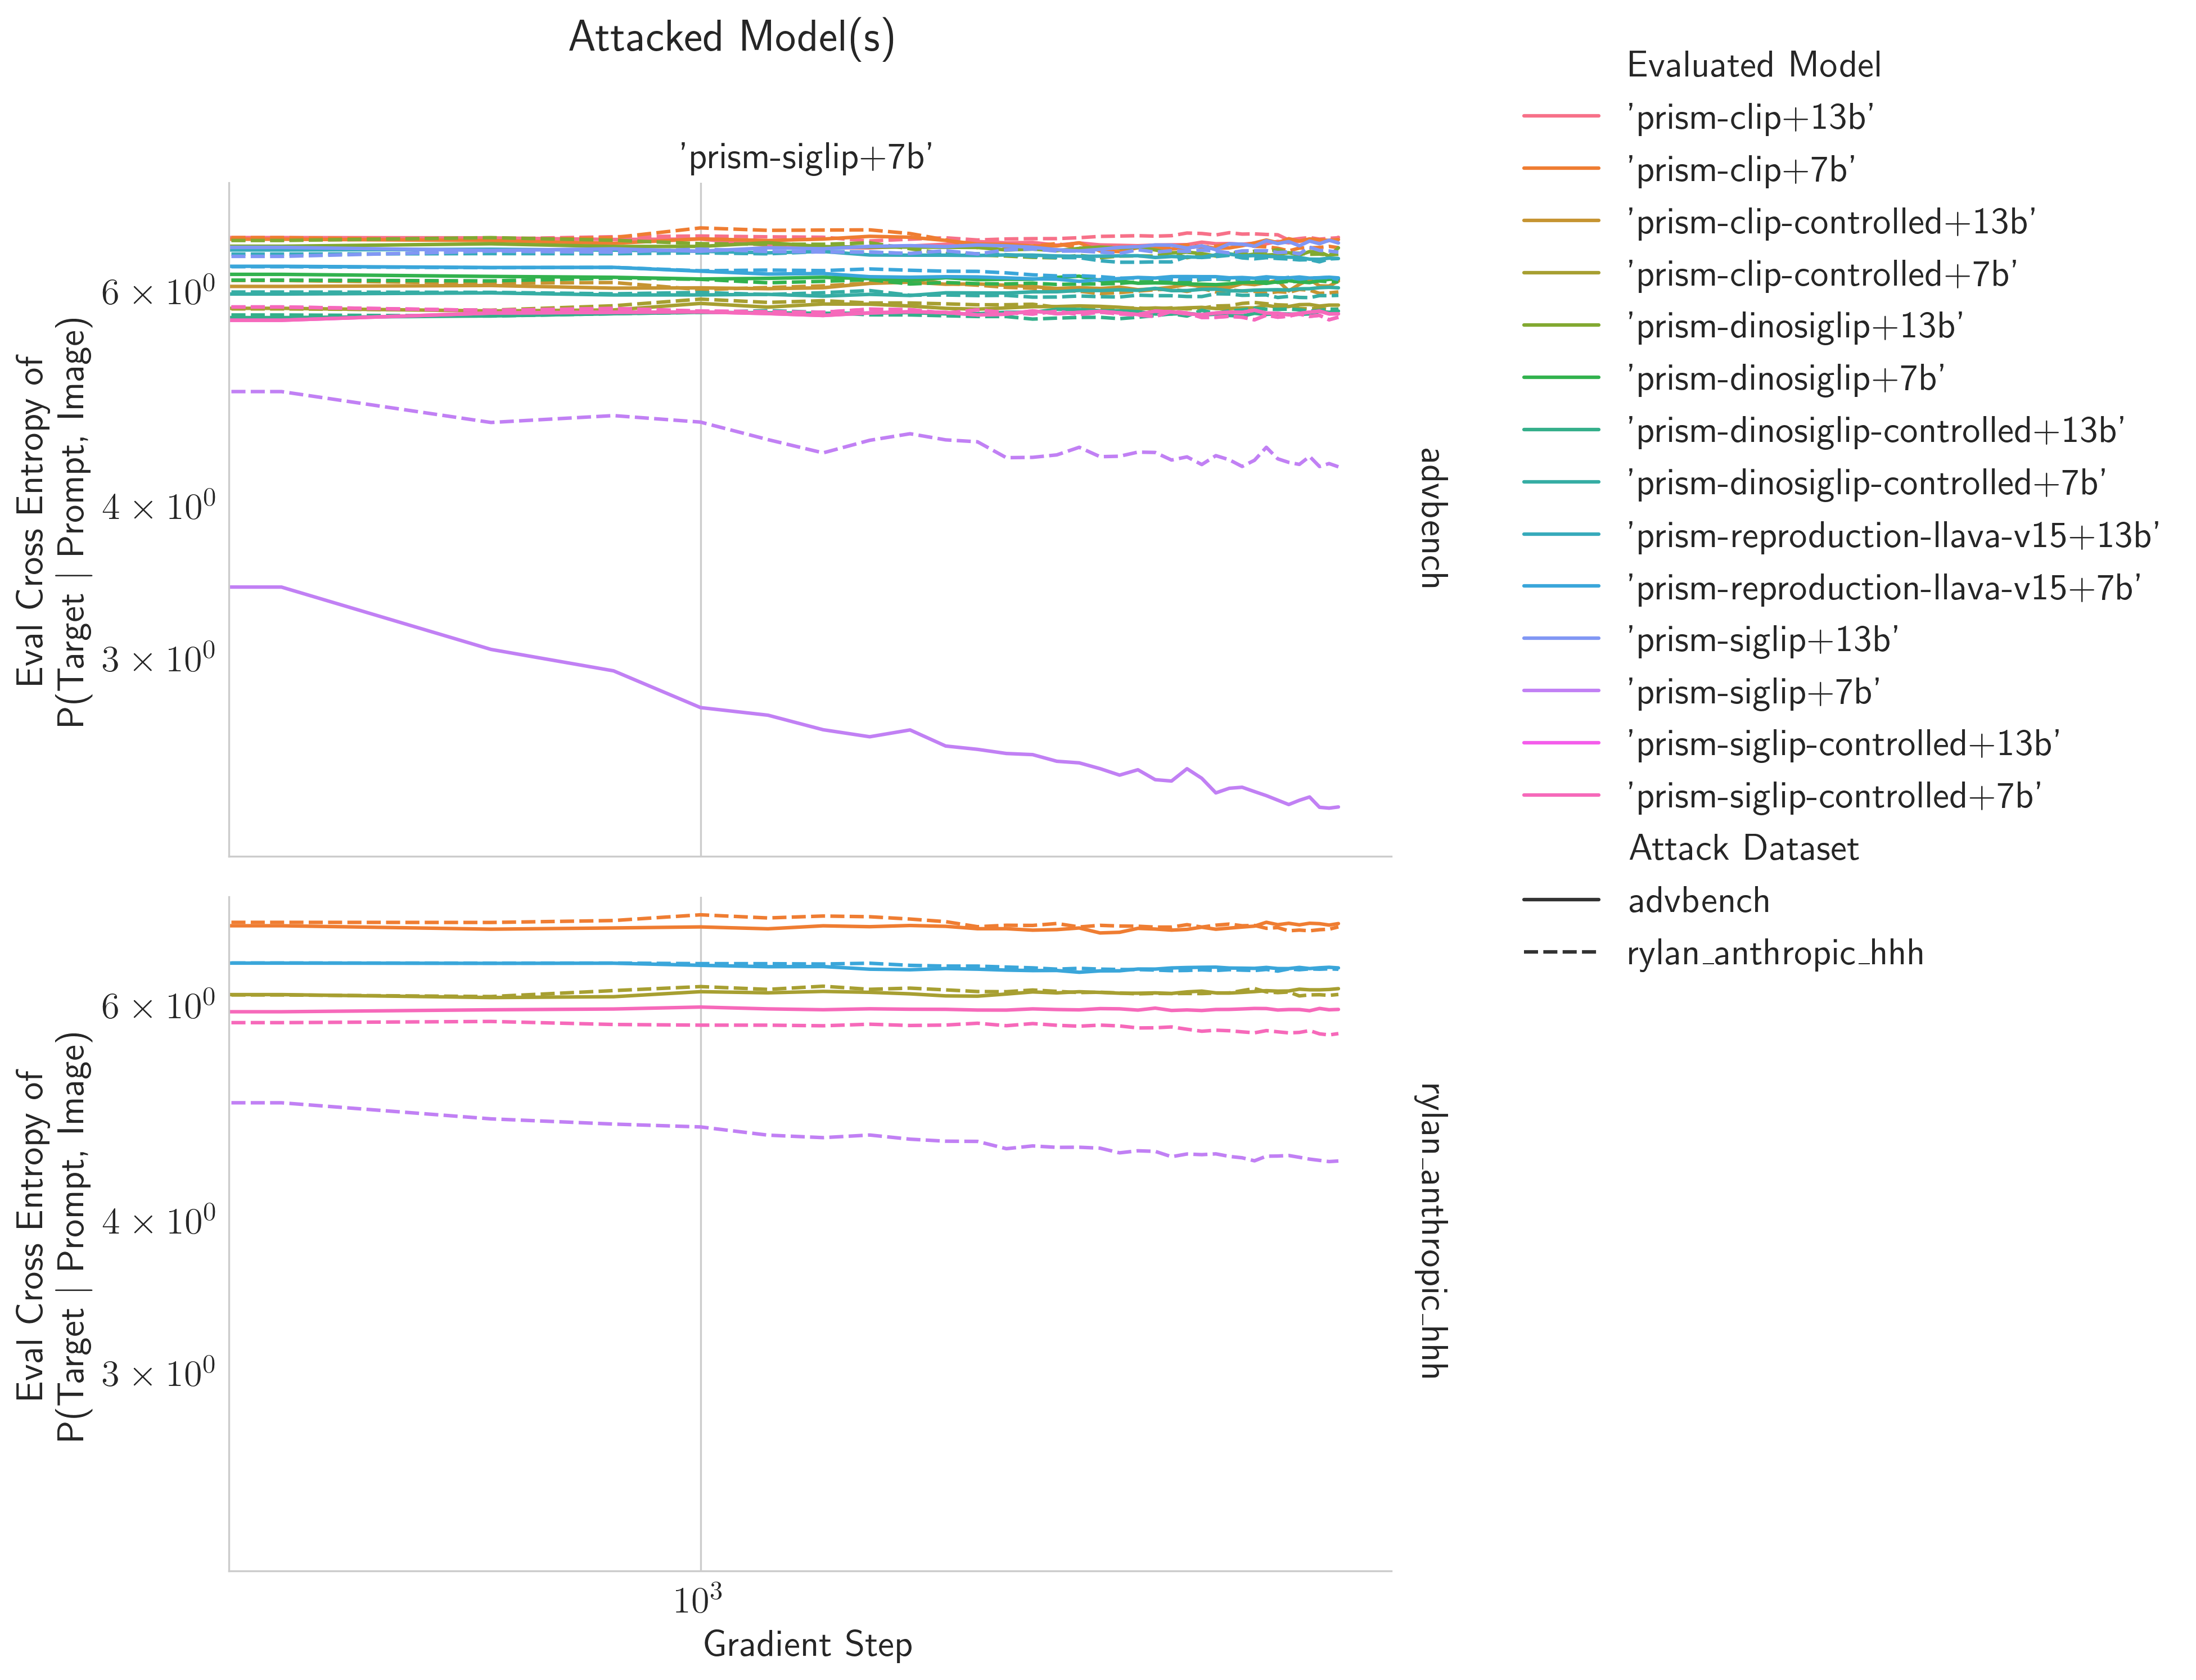 Attacked Model(s)
'prism-siglip+7b'
Eval Cross Entropy of
P(Target | Prompt, Image)
6 × 10⁰
4 × 10⁰
3 × 10⁰
advbench
Eval Cross Entropy of
P(Target | Prompt, Image)
6 × 10⁰
4 × 10⁰
3 × 10⁰
rylan_anthropic_hhh
10³
Gradient Step
Evaluated Model
'prism-clip+13b'
'prism-clip+7b'
'prism-clip-controlled+13b'
'prism-clip-controlled+7b'
'prism-dinosiglip+13b'
'prism-dinosiglip+7b'
'prism-dinosiglip-controlled+13b'
'prism-dinosiglip-controlled+7b'
'prism-reproduction-llava-v15+13b'
'prism-reproduction-llava-v15+7b'
'prism-siglip+13b'
'prism-siglip+7b'
'prism-siglip-controlled+13b'
'prism-siglip-controlled+7b'
Attack Dataset
advbench
rylan_anthropic_hhh